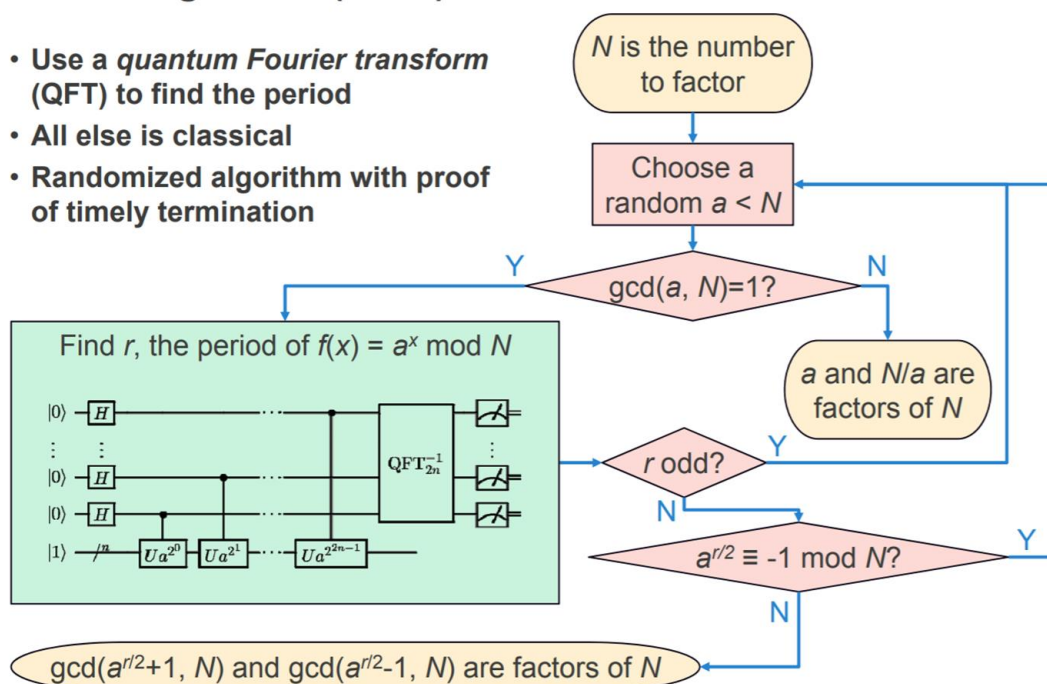 • Use a quantum Fourier transform
(QFT) to find the period
• All else is classical
• Randomized algorithm with proof
of timely termination
N is the number
to factor
Choose a
random a < N
Y
gcd(a, N)=1?
N
a and N/a are
factors of N
Find r, the period of f(x) = aˣ mod N
|0⟩ H ···
⋮ ⋮ ⋮
|0⟩ H ···
|0⟩ H ···
QFT₂ₙ⁻¹
|1⟩ n Ua^{2^0} Ua^{2^1} ··· Ua^{2^{2n−1}}
r odd?
Y
N
a^{r/2} ≡ -1 mod N?
Y
N
gcd(a^{r/2}+1, N) and gcd(a^{r/2}-1, N) are factors of N